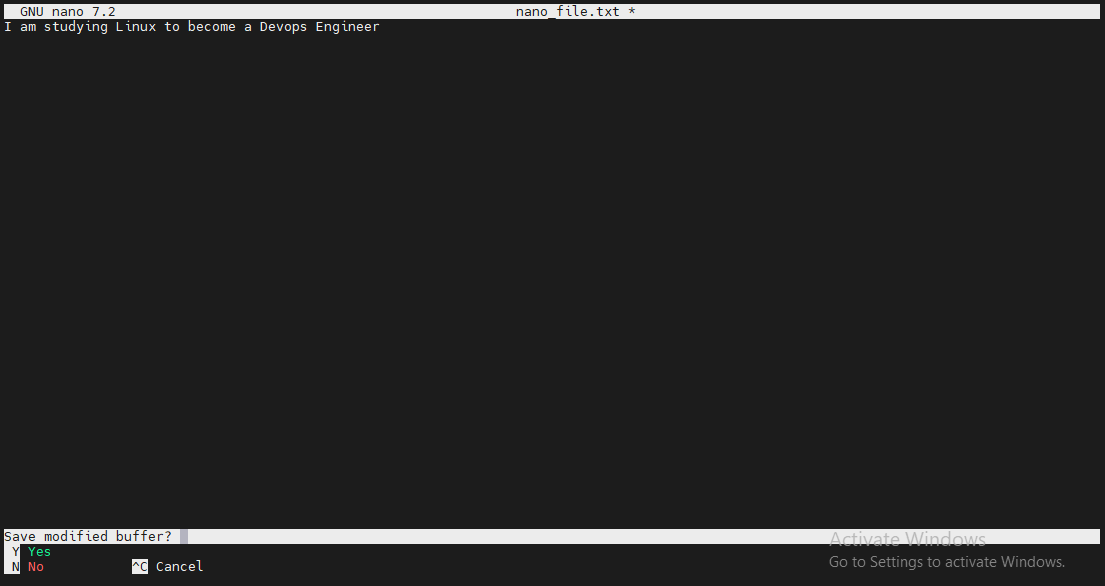 GNU nano 7.2 nano_file.txt *
I am studying Linux to become a Devops Engineer
Save modified buffer?
Y Yes
N No ^C Cancel
Activate Windows
Go to Settings to activate Windows.